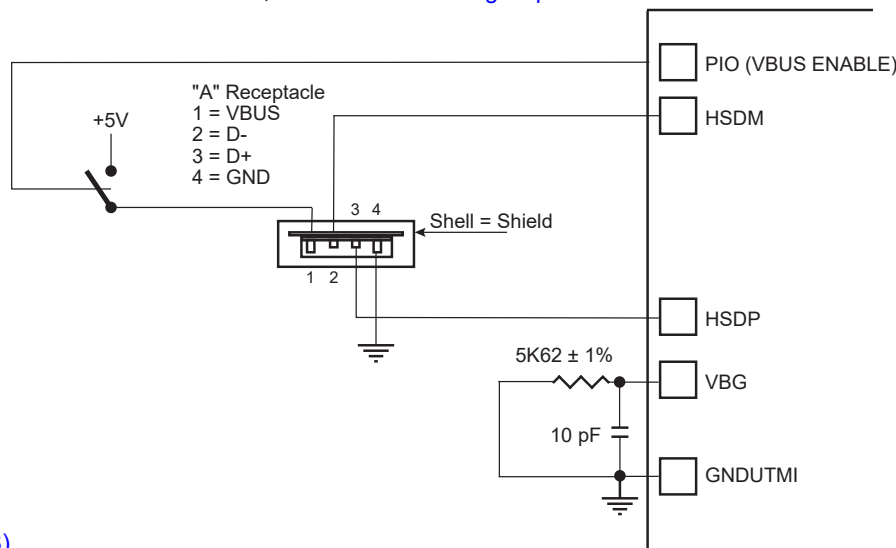 PIO (VBUS ENABLE)
"A" Receptacle
1 = VBUS
2 = D-
3 = D+
4 = GND
+5V
HSDM
3 4
Shell = Shield
1 2
HSDP
5K62 ± 1%
VBG
10 pF
GNDUTMI